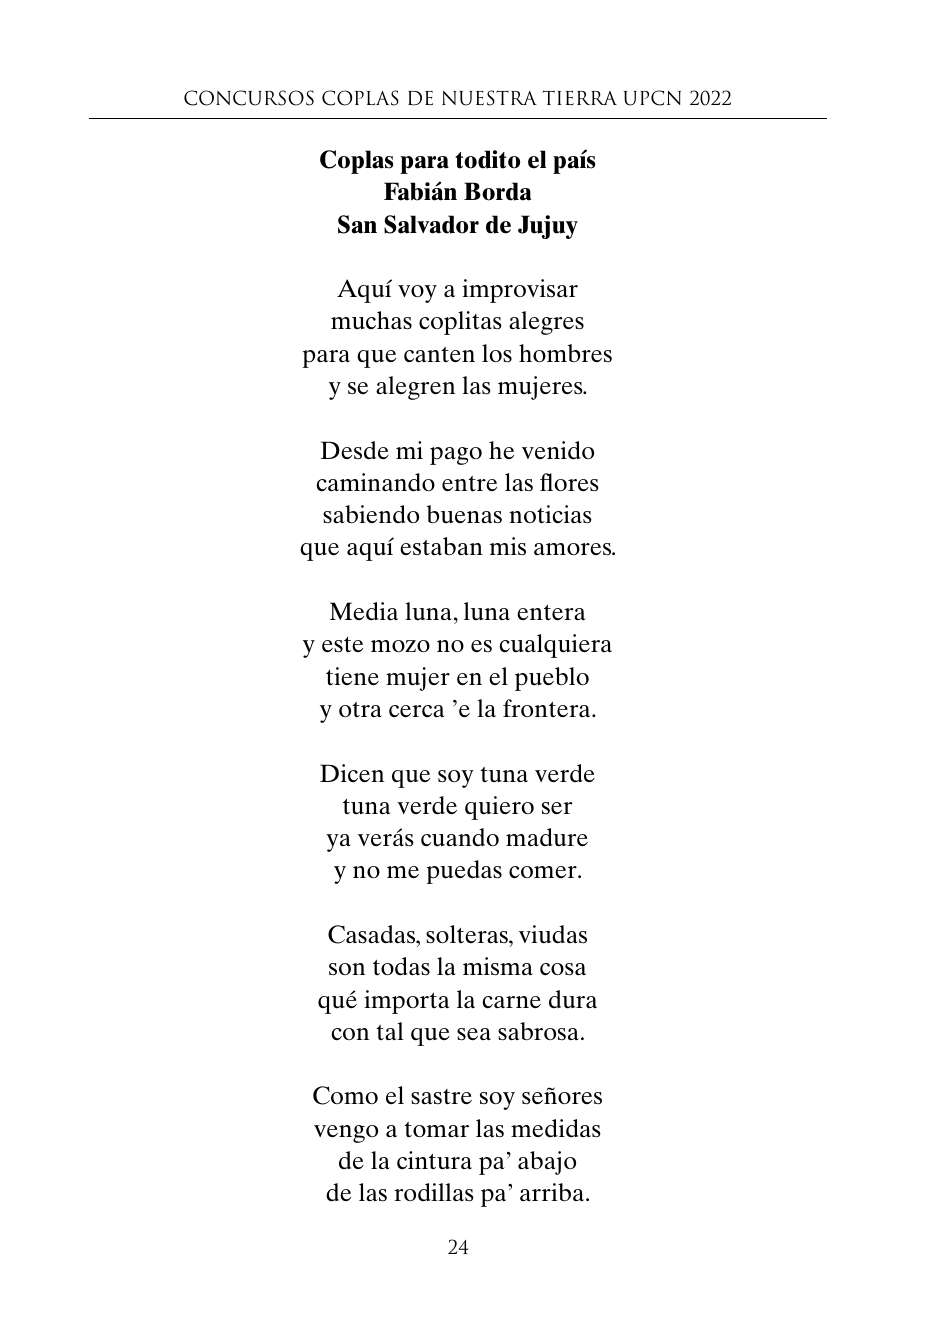 CONCURSOS COPLAS DE NUESTRA TIERRA UPCN 2022
Coplas para todito el país
Fabián Borda
San Salvador de Jujuy
Aquí voy a improvisar
muchas coplitas alegres
para que canten los hombres
y se alegren las mujeres.
Desde mi pago he venido
caminando entre las flores
sabiendo buenas noticias
que aquí estaban mis amores.
Media luna, luna entera
y este mozo no es cualquiera
tiene mujer en el pueblo
y otra cerca ’e la frontera.
Dicen que soy tuna verde
tuna verde quiero ser
ya verás cuando madure
y no me puedas comer.
Casadas, solteras, viudas
son todas la misma cosa
qué importa la carne dura
con tal que sea sabrosa.
Como el sastre soy señores
vengo a tomar las medidas
de la cintura pa’ abajo
de las rodillas pa’ arriba.
24